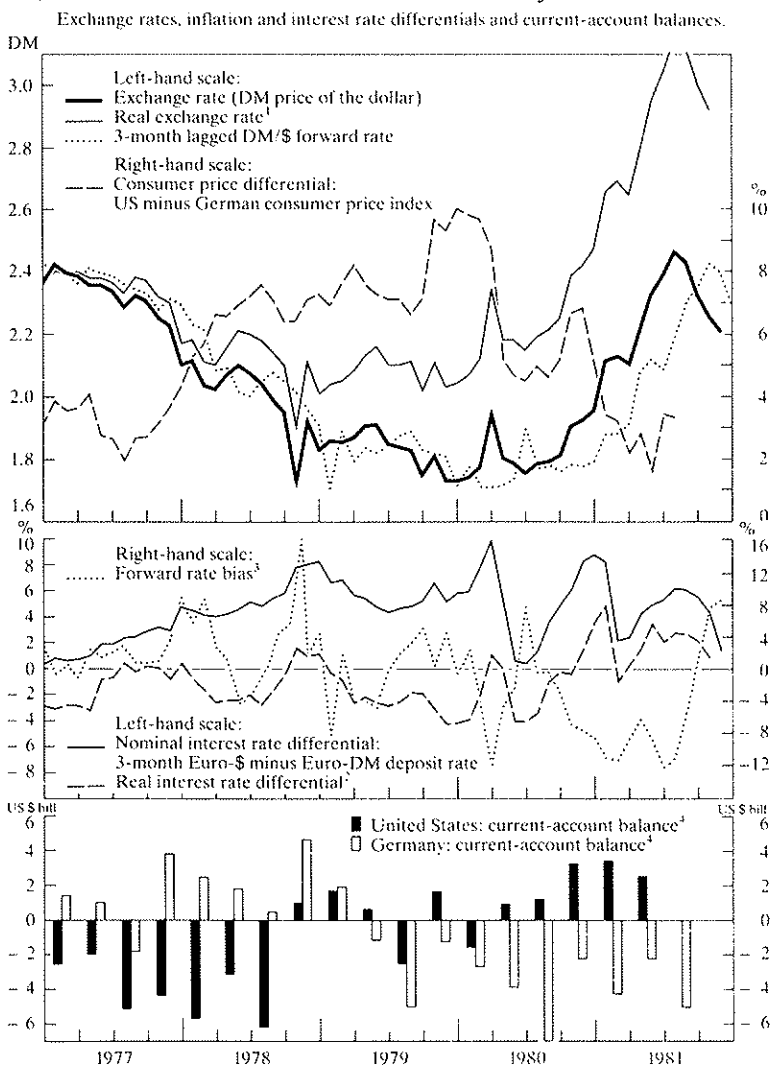 Exchange rates, inflation and interest rate differentials and current-account balances.
DM
Left-hand scale:
Exchange rate (DM price of the dollar)
Real exchange rate1
3-month lagged DM/$ forward rate
Right-hand scale:
Consumer price differential:
US minus German consumer price index
3.0
2.8
2.6
2.4
2.2
2.0
1.8
1.6
%
10
8
6
4
2
0
%
10
8
6
4
2
0
− 2
− 4
− 6
− 8
Right-hand scale:
Forward rate bias3
Left-hand scale:
Nominal interest rate differential:
3-month Euro-$ minus Euro-DM deposit rate
Real interest rate differential2
%
16
12
8
4
0
− 4
− 8
− 12
US $ bill
6
4
2
0
− 2
− 4
− 6
United States: current-account balance4
Germany: current-account balance4
US $ bill
6
4
2
0
− 2
− 4
− 6
1977 1978 1979 1980 1981